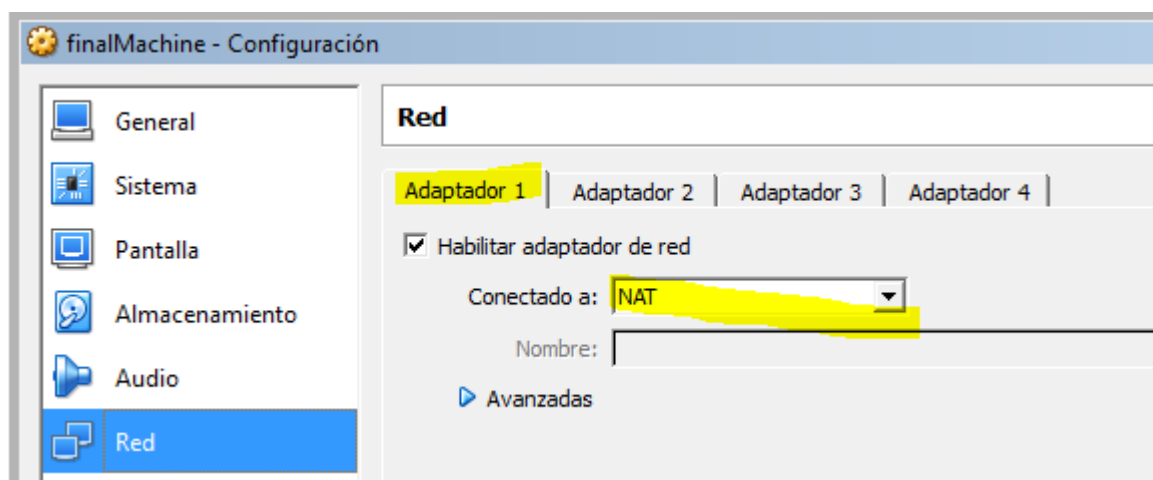 finalMachine - Configuración
General
Sistema
Pantalla
Almacenamiento
Audio
Red
Red
Adaptador 1 Adaptador 2 Adaptador 3 Adaptador 4
Habilitar adaptador de red
Conectado a: NAT
Nombre:
Avanzadas